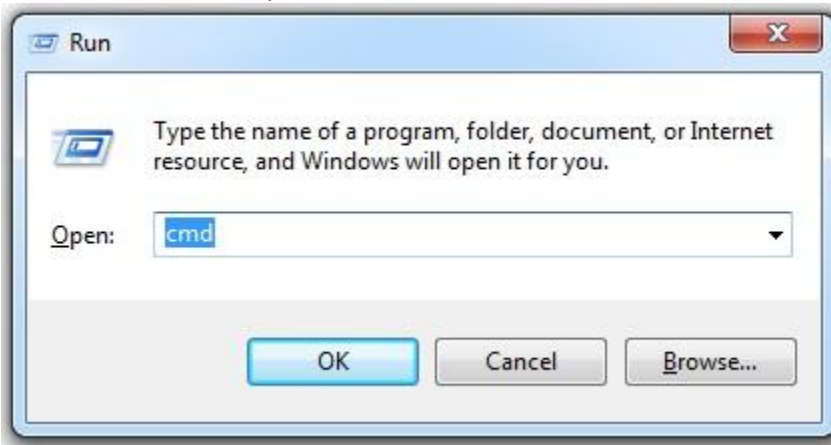 Run
Type the name of a program, folder, document, or Internet
resource, and Windows will open it for you.
Open: cmd
OK Cancel Browse...